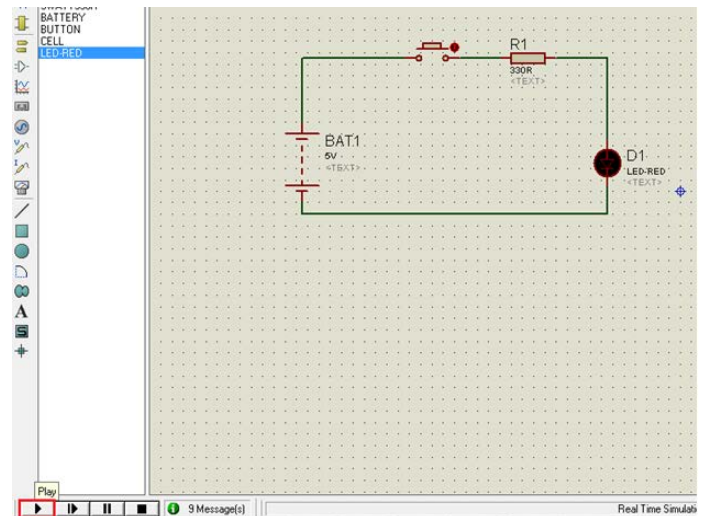 BATTERY
BUTTON
CELL
LED-RED
A
S
R1
330R
<TEXT>
BAT1
5V
<TEXT>
D1
LED-RED
<TEXT>
Play
9 Message(s)
Real Time Simulati